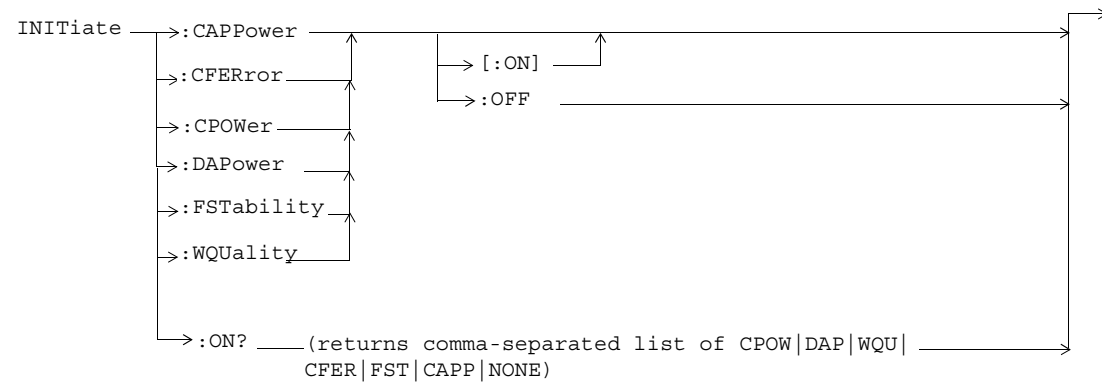 INITiate :CAPPower
[:ON]
:CFERror
:OFF
:CPOWer
:DAPower
:FSTability
:WQUality
:ON? (returns comma-separated list of CPOW|DAP|WQU|
CFER|FST|CAPP|NONE)